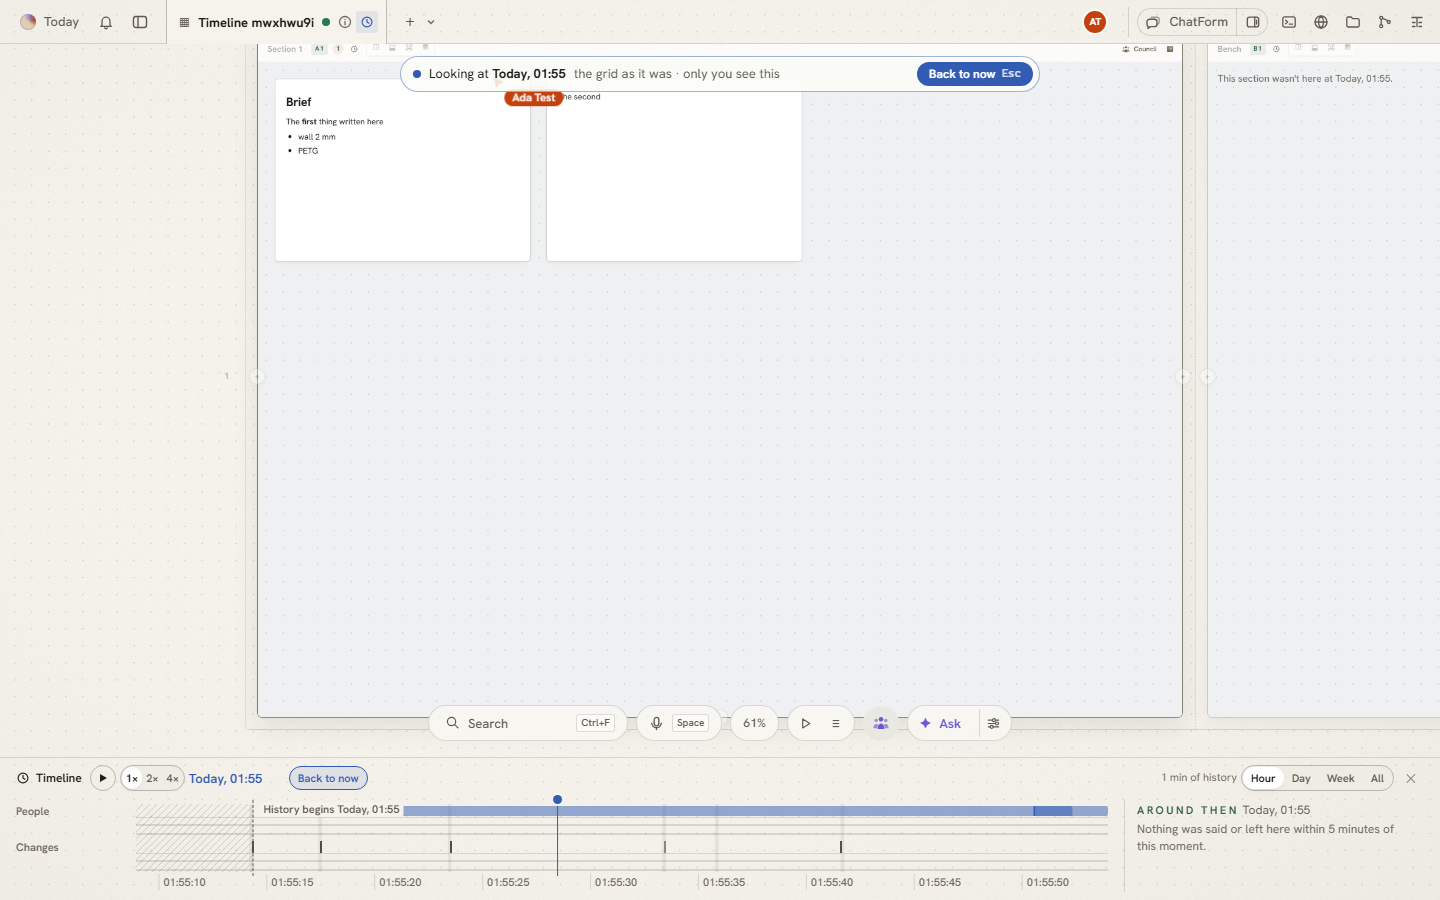 Today
Timeline mwxhwu9i
AT
ChatForm
Section 1 A1 1
Council
Bench B1
Looking at Today, 01:55 the grid as it was · only you see this
Back to now Esc
This section wasn't here at Today, 01:55.
Ada Test
he second
Brief
The first thing written here
• wall 2 mm
• PETG
1
Search Ctrl+F
Space
61%
Ask
Timeline
1× 2× 4×
Today, 01:55
Back to now
1 min of history
Hour Day Week All
People
History begins Today, 01:55
Changes
01:55:10 01:55:15 01:55:20 01:55:25 01:55:30 01:55:35 01:55:40 01:55:45 01:55:50
AROUND THEN Today, 01:55
Nothing was said or left here within 5 minutes of
this moment.